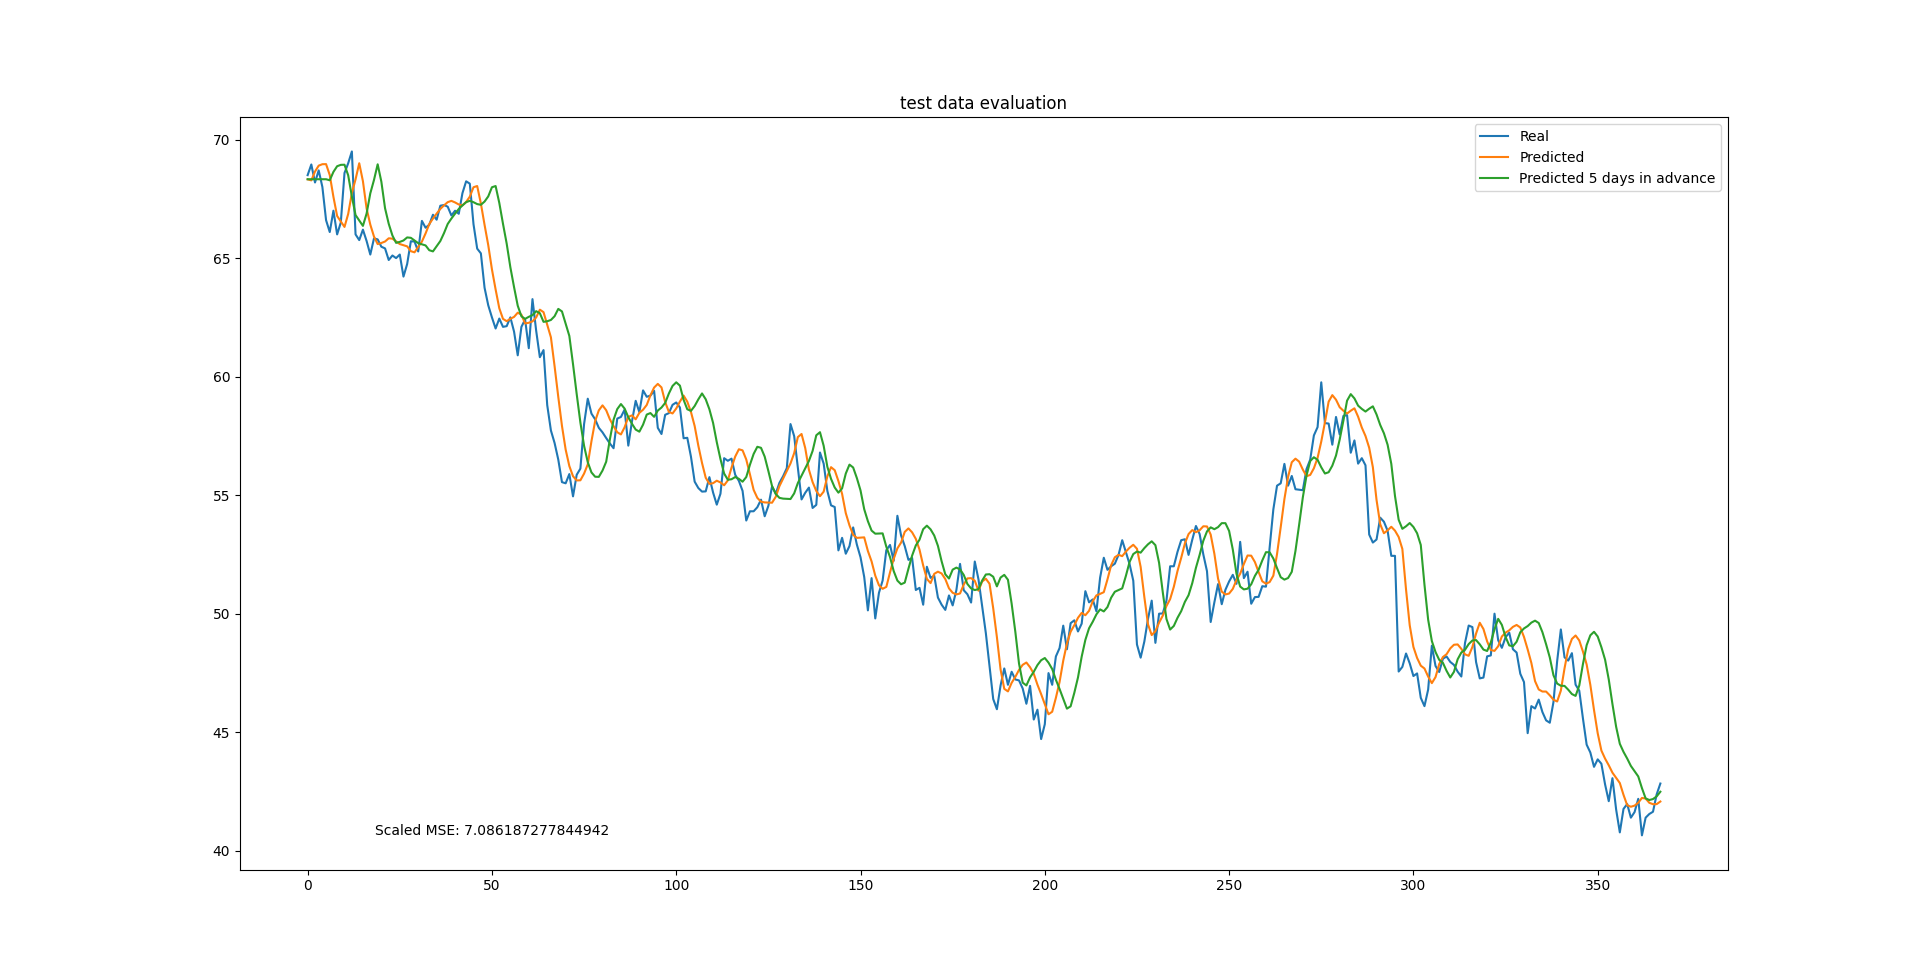 test data evaluation
Real
Predicted
Predicted 5 days in advance
70
65
60
55
50
45
40
Scaled MSE: 7.086187277844942
0 50 100 150 200 250 300 350